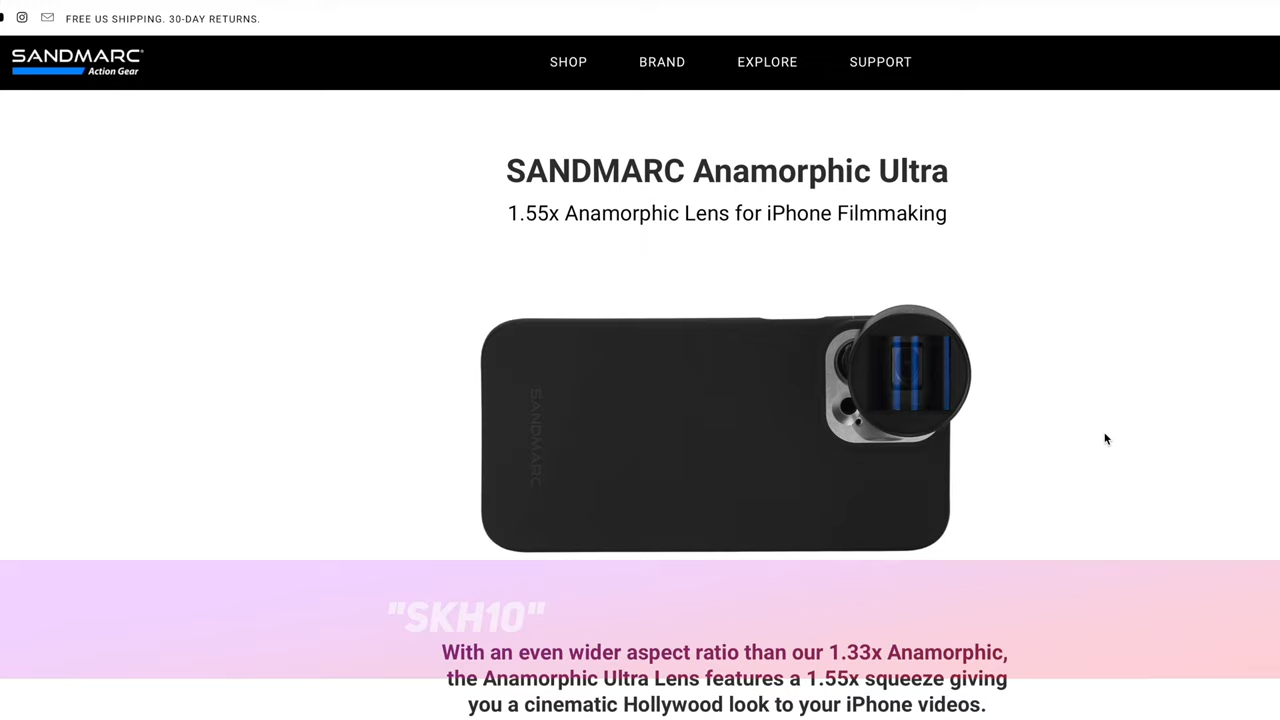 FREE US SHIPPING. 30-DAY RETURNS.
SANDMARC®
Action Gear
SHOP BRAND EXPLORE SUPPORT
SANDMARC Anamorphic Ultra
1.55x Anamorphic Lens for iPhone Filmmaking
SANDMARC
"SKH10"
With an even wider aspect ratio than our 1.33x Anamorphic,
the Anamorphic Ultra Lens features a 1.55x squeeze giving
you a cinematic Hollywood look to your iPhone videos.